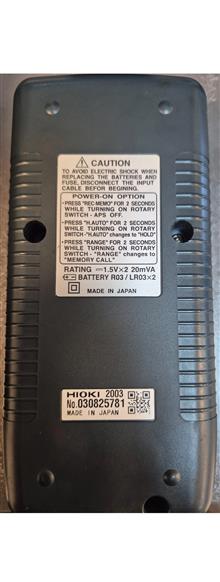 ⚠ CAUTION
TO AVOID ELECTRIC SHOCK WHEN
REPLACING THE BATTERIES AND
FUSE, DISCONNECT THE INPUT
CABLE BEFOR BEGINING.
POWER-ON OPTION
•PRESS "REC·MEMO" FOR 2 SECONDS
WHILE TURNING ON ROTARY
SWITCH - APS OFF.
•PRESS "H.AUTO" FOR 2 SECONDS
WHILE TURNING ON ROTARY
SWITCH -"H.AUTO" changes to "HOLD"
•PRESS "RANGE" FOR 2 SECONDS
WHILE TURNING ON ROTARY
SWITCH - "RANGE" changes to
"MEMORY CALL"
RATING ⎓1.5V×2 20mVA
BATTERY R03 / LR03×2
MADE IN JAPAN
HIOKI 2003
No.030825781
MADE IN JAPAN